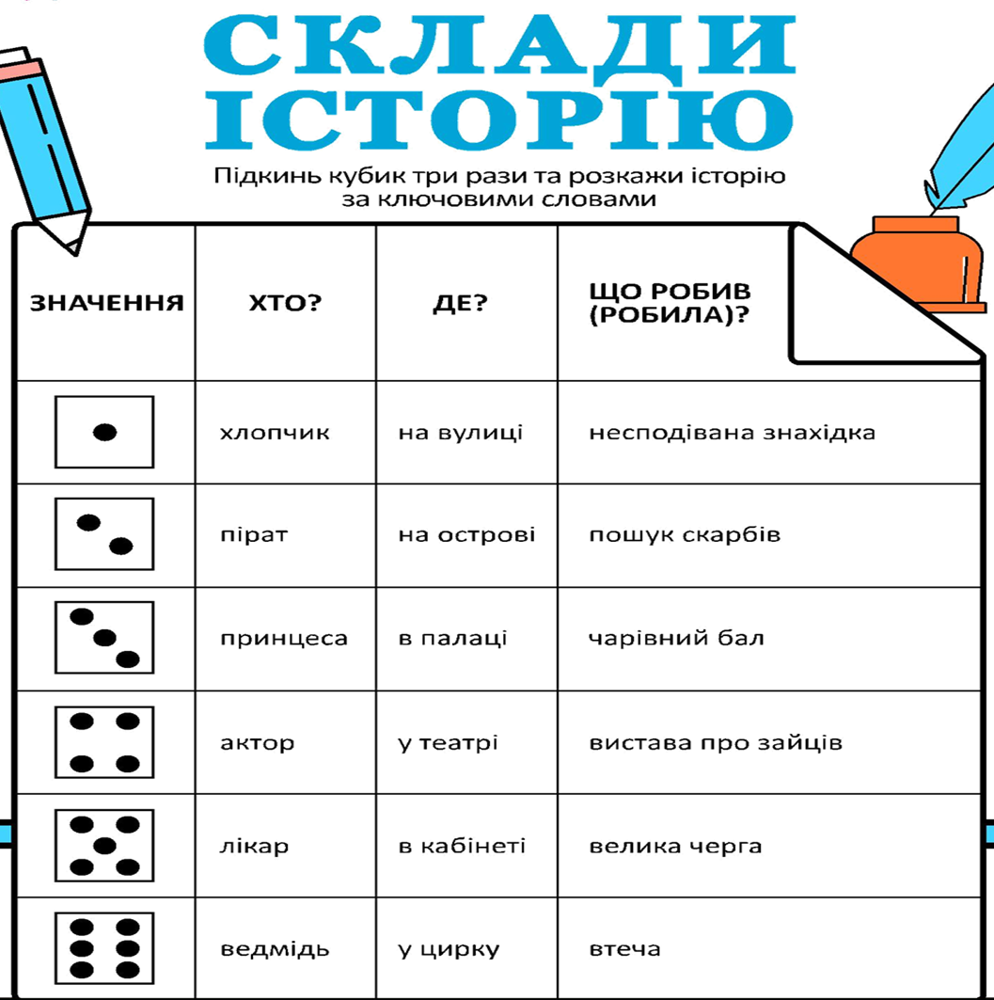 СКЛАДИ
ІСТОРІЮ
Підкинь кубик три рази та розкажи історію
за ключовими словами
ЗНАЧЕННЯ ХТО? ДЕ? ЩО РОБИВ
(РОБИЛА)?
хлопчик на вулиці несподівана знахідка
пірат на острові пошук скарбів
принцеса в палаці чарівний бал
актор у театрі вистава про зайців
лікар в кабінеті велика черга
ведмідь у цирку втеча